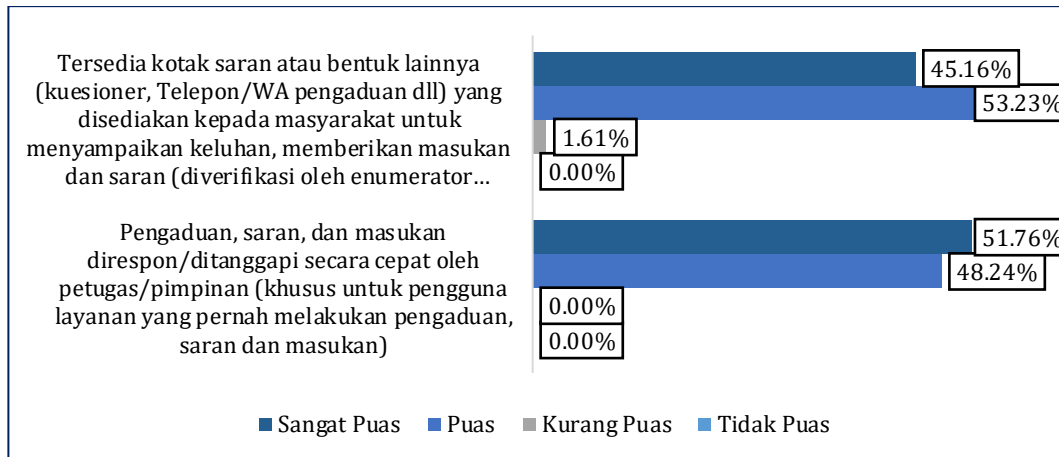 Tersedia kotak saran atau bentuk lainnya
(kuesioner, Telepon/WA pengaduan dll) yang
disediakan kepada masyarakat untuk
menyampaikan keluhan, memberikan masukan
dan saran (diverifikasi oleh enumerator...
45.16%
53.23%
1.61%
0.00%
Pengaduan, saran, dan masukan
direspon/ditanggapi secara cepat oleh
petugas/pimpinan (khusus untuk pengguna
layanan yang pernah melakukan pengaduan,
saran dan masukan)
51.76%
48.24%
0.00%
0.00%
Sangat Puas Puas Kurang Puas Tidak Puas